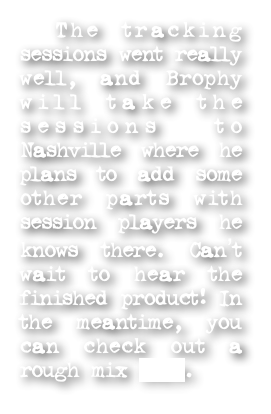 The tracking
sessions went really
well, and Brophy
will take the
sessions to
Nashville where he
plans to add some
other parts with
session players he
knows there. Can't
wait to hear the
finished product! In
the meantime, you
can check out a
rough mix .